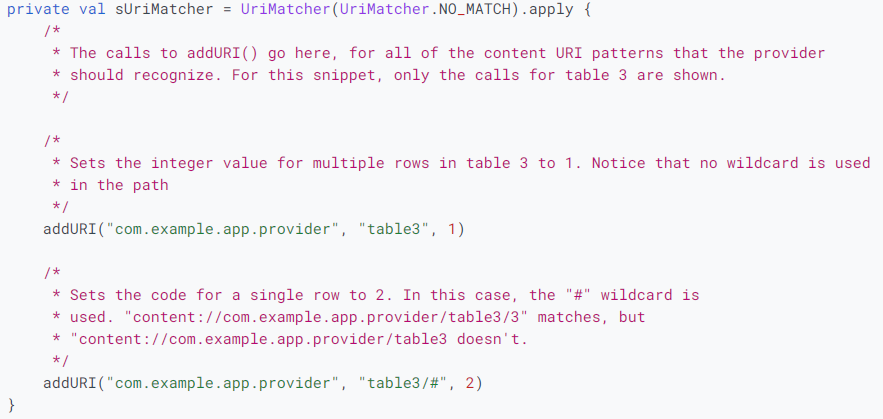 private val sUriMatcher = UriMatcher(UriMatcher.NO_MATCH).apply {
    /*
     * The calls to addURI() go here, for all of the content URI patterns that the provider
     * should recognize. For this snippet, only the calls for table 3 are shown.
     */

    /*
     * Sets the integer value for multiple rows in table 3 to 1. Notice that no wildcard is used
     * in the path
     */
    addURI("com.example.app.provider", "table3", 1)

    /*
     * Sets the code for a single row to 2. In this case, the "#" wildcard is
     * used. "content://com.example.app.provider/table3/3" matches, but
     * "content://com.example.app.provider/table3 doesn't.
     */
    addURI("com.example.app.provider", "table3/#", 2)
}